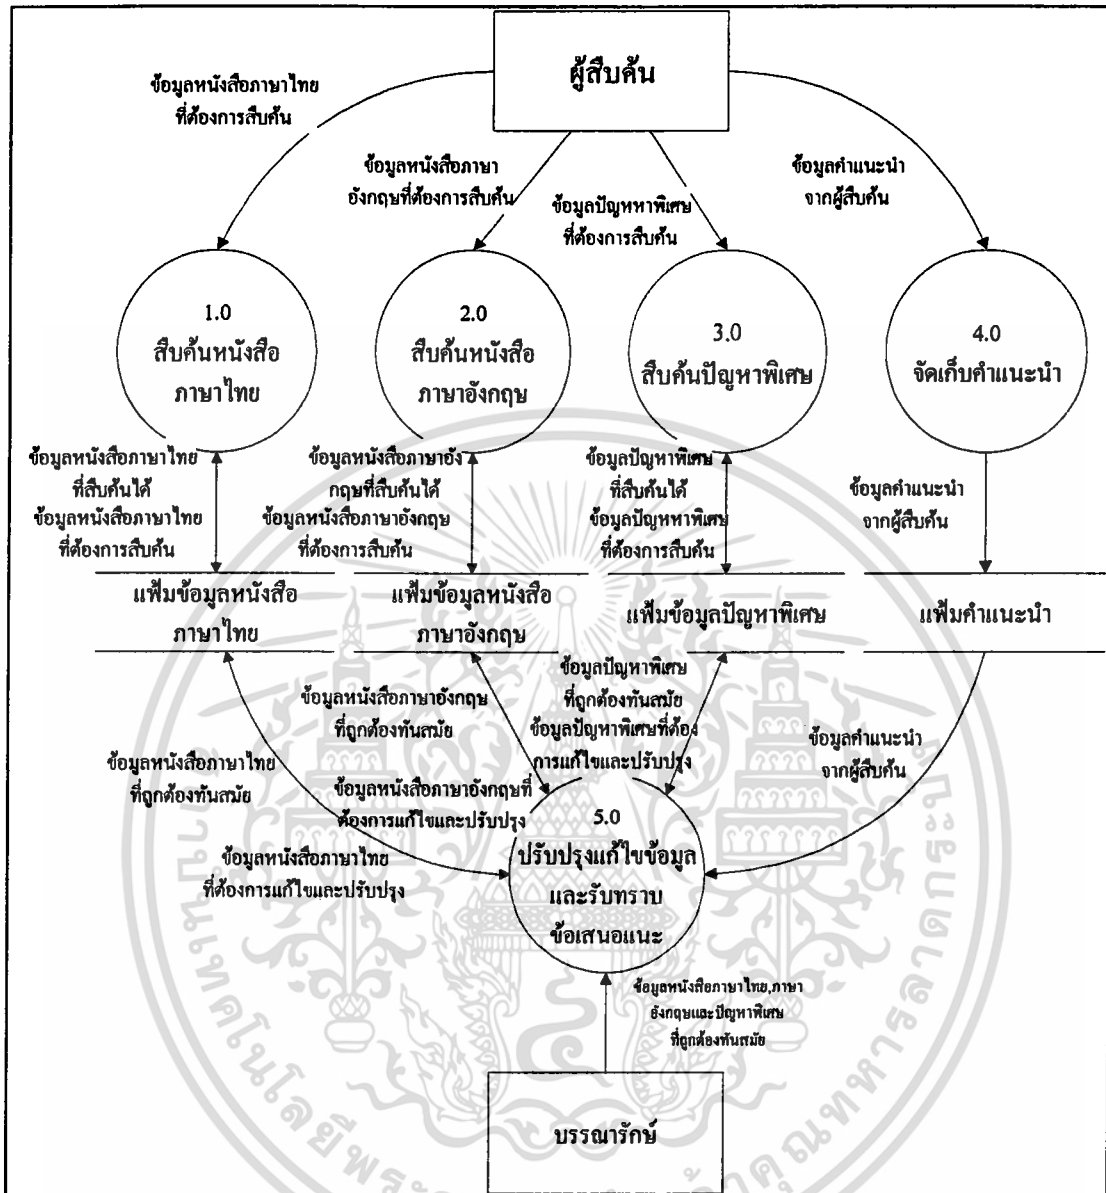 ผู้สืบค้น
ข้อมูลหนังสือภาษาไทย
ที่ต้องการสืบค้น
ข้อมูลหนังสือภาษา
อังกฤษที่ต้องการสืบค้น
ข้อมูลปัญหหาพิเศษ
ที่ต้องการสืบค้น
ข้อมูลคำแนะนำ
จากผู้สืบค้น
1.0
สืบค้นหนังสือ
ภาษาไทย
2.0
สืบค้นหนังสือ
ภาษาอังกฤษ
3.0
สืบค้นปัญหาพิเศษ
4.0
จัดเก็บคำแนะนำ
ข้อมูลหนังสือภาษาไทย
ที่สืบค้นได้
ข้อมูลหนังสือภาษาไทย
ที่ต้องการสืบค้น
ข้อมูลหนังสือภาษาอัง
กฤษที่สืบค้นได้
ข้อมูลหนังสือภาษาอังกฤษ
ที่ต้องการสืบค้น
ข้อมูลปัญหาพิเศษ
ที่สืบค้นได้
ข้อมูลปัญหาพิเศษ
ที่ต้องการสืบค้น
ข้อมูลคำแนะนำ
จากผู้สืบค้น
แฟ้มข้อมูลหนังสือ
ภาษาไทย
แฟ้มข้อมูลหนังสือ
ภาษาอังกฤษ
แฟ้มข้อมูลปัญหาพิเศษ
แฟ้มคำแนะนำ
ข้อมูลหนังสือภาษาไทย
ที่ถูกต้องทันสมัย
ข้อมูลหนังสือภาษาไทย
ที่ต้องการแก้ไขและปรับปรุง
ข้อมูลหนังสือภาษาอังกฤษ
ที่ถูกต้องทันสมัย
ข้อมูลหนังสือภาษาอังกฤษที่
ต้องการแก้ไขและปรับปรุง
ข้อมูลปัญหาพิเศษ
ที่ถูกต้องทันสมัย
ข้อมูลปัญหาพิเศษที่ต้อง
การแก้ไขและปรับปรุง
ข้อมูลคำแนะนำ
จากผู้สืบค้น
5.0
ปรับปรุงแก้ไขข้อมูล
และรับทราบ
ข้อเสนอแนะ
ข้อมูลหนังสือภาษาไทย,ภาษา
อังกฤษและปัญหาพิเศษ
ที่ถูกต้องทันสมัย
บรรณารักษ์